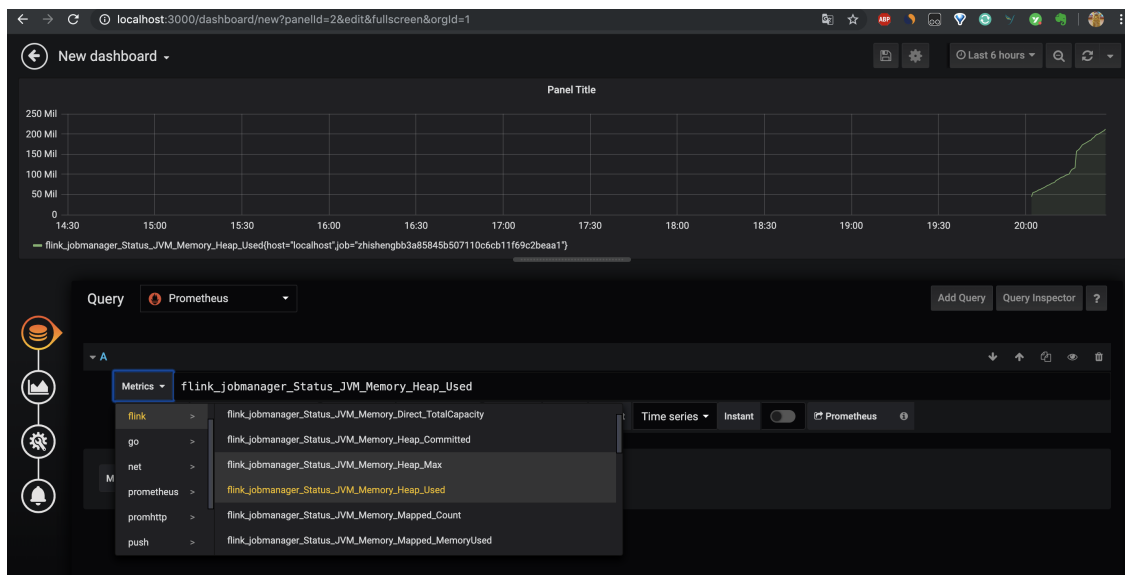 localhost:3000/dashboard/new?panelId=2&edit&fullscreen&orgId=1
ABP
New dashboard
Last 6 hours
Panel Title
250 Mil
200 Mil
150 Mil
100 Mil
50 Mil
0
14:30 15:00 15:30 16:00 16:30 17:00 17:30 18:00 18:30 19:00 19:30 20:00
flink_jobmanager_Status_JVM_Memory_Heap_Used{host="localhost",job="zhishengbb3a85845b507110c6cb11f69c2beaa1"}
Query Prometheus Add Query Query Inspector ?
A
Metrics flink_jobmanager_Status_JVM_Memory_Heap_Used
flink > flink_jobmanager_Status_JVM_Memory_Direct_TotalCapacity t Time series Instant Prometheus
go > flink_jobmanager_Status_JVM_Memory_Heap_Committed
net > flink_jobmanager_Status_JVM_Memory_Heap_Max
M
prometheus > flink_jobmanager_Status_JVM_Memory_Heap_Used
promhttp > flink_jobmanager_Status_JVM_Memory_Mapped_Count
push > flink_jobmanager_Status_JVM_Memory_Mapped_MemoryUsed